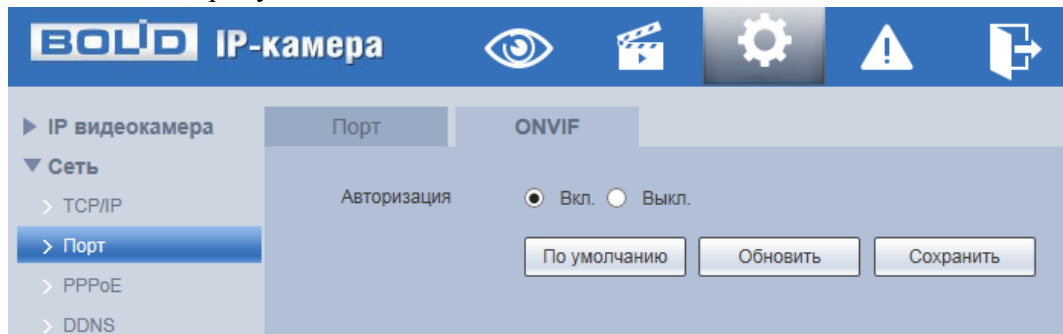 BOLID IP-камера
IP видеокамера
Сеть
TCP/IP
Порт
PPPoE
DDNS
Порт ONVIF
Авторизация Вкл. Выкл.
По умолчанию Обновить Сохранить